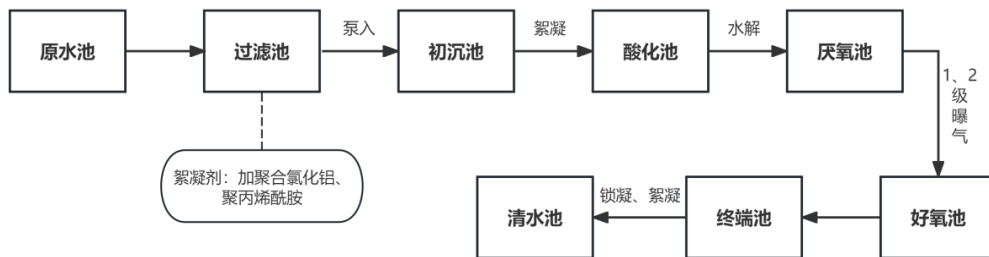 原水池
过滤池
泵入
初沉池
絮凝
酸化池
水解
厌氧池
1、2
级
曝
气
絮凝剂：加聚合氯化铝、
聚丙烯酰胺
清水池
锁凝、絮凝
终端池
好氧池